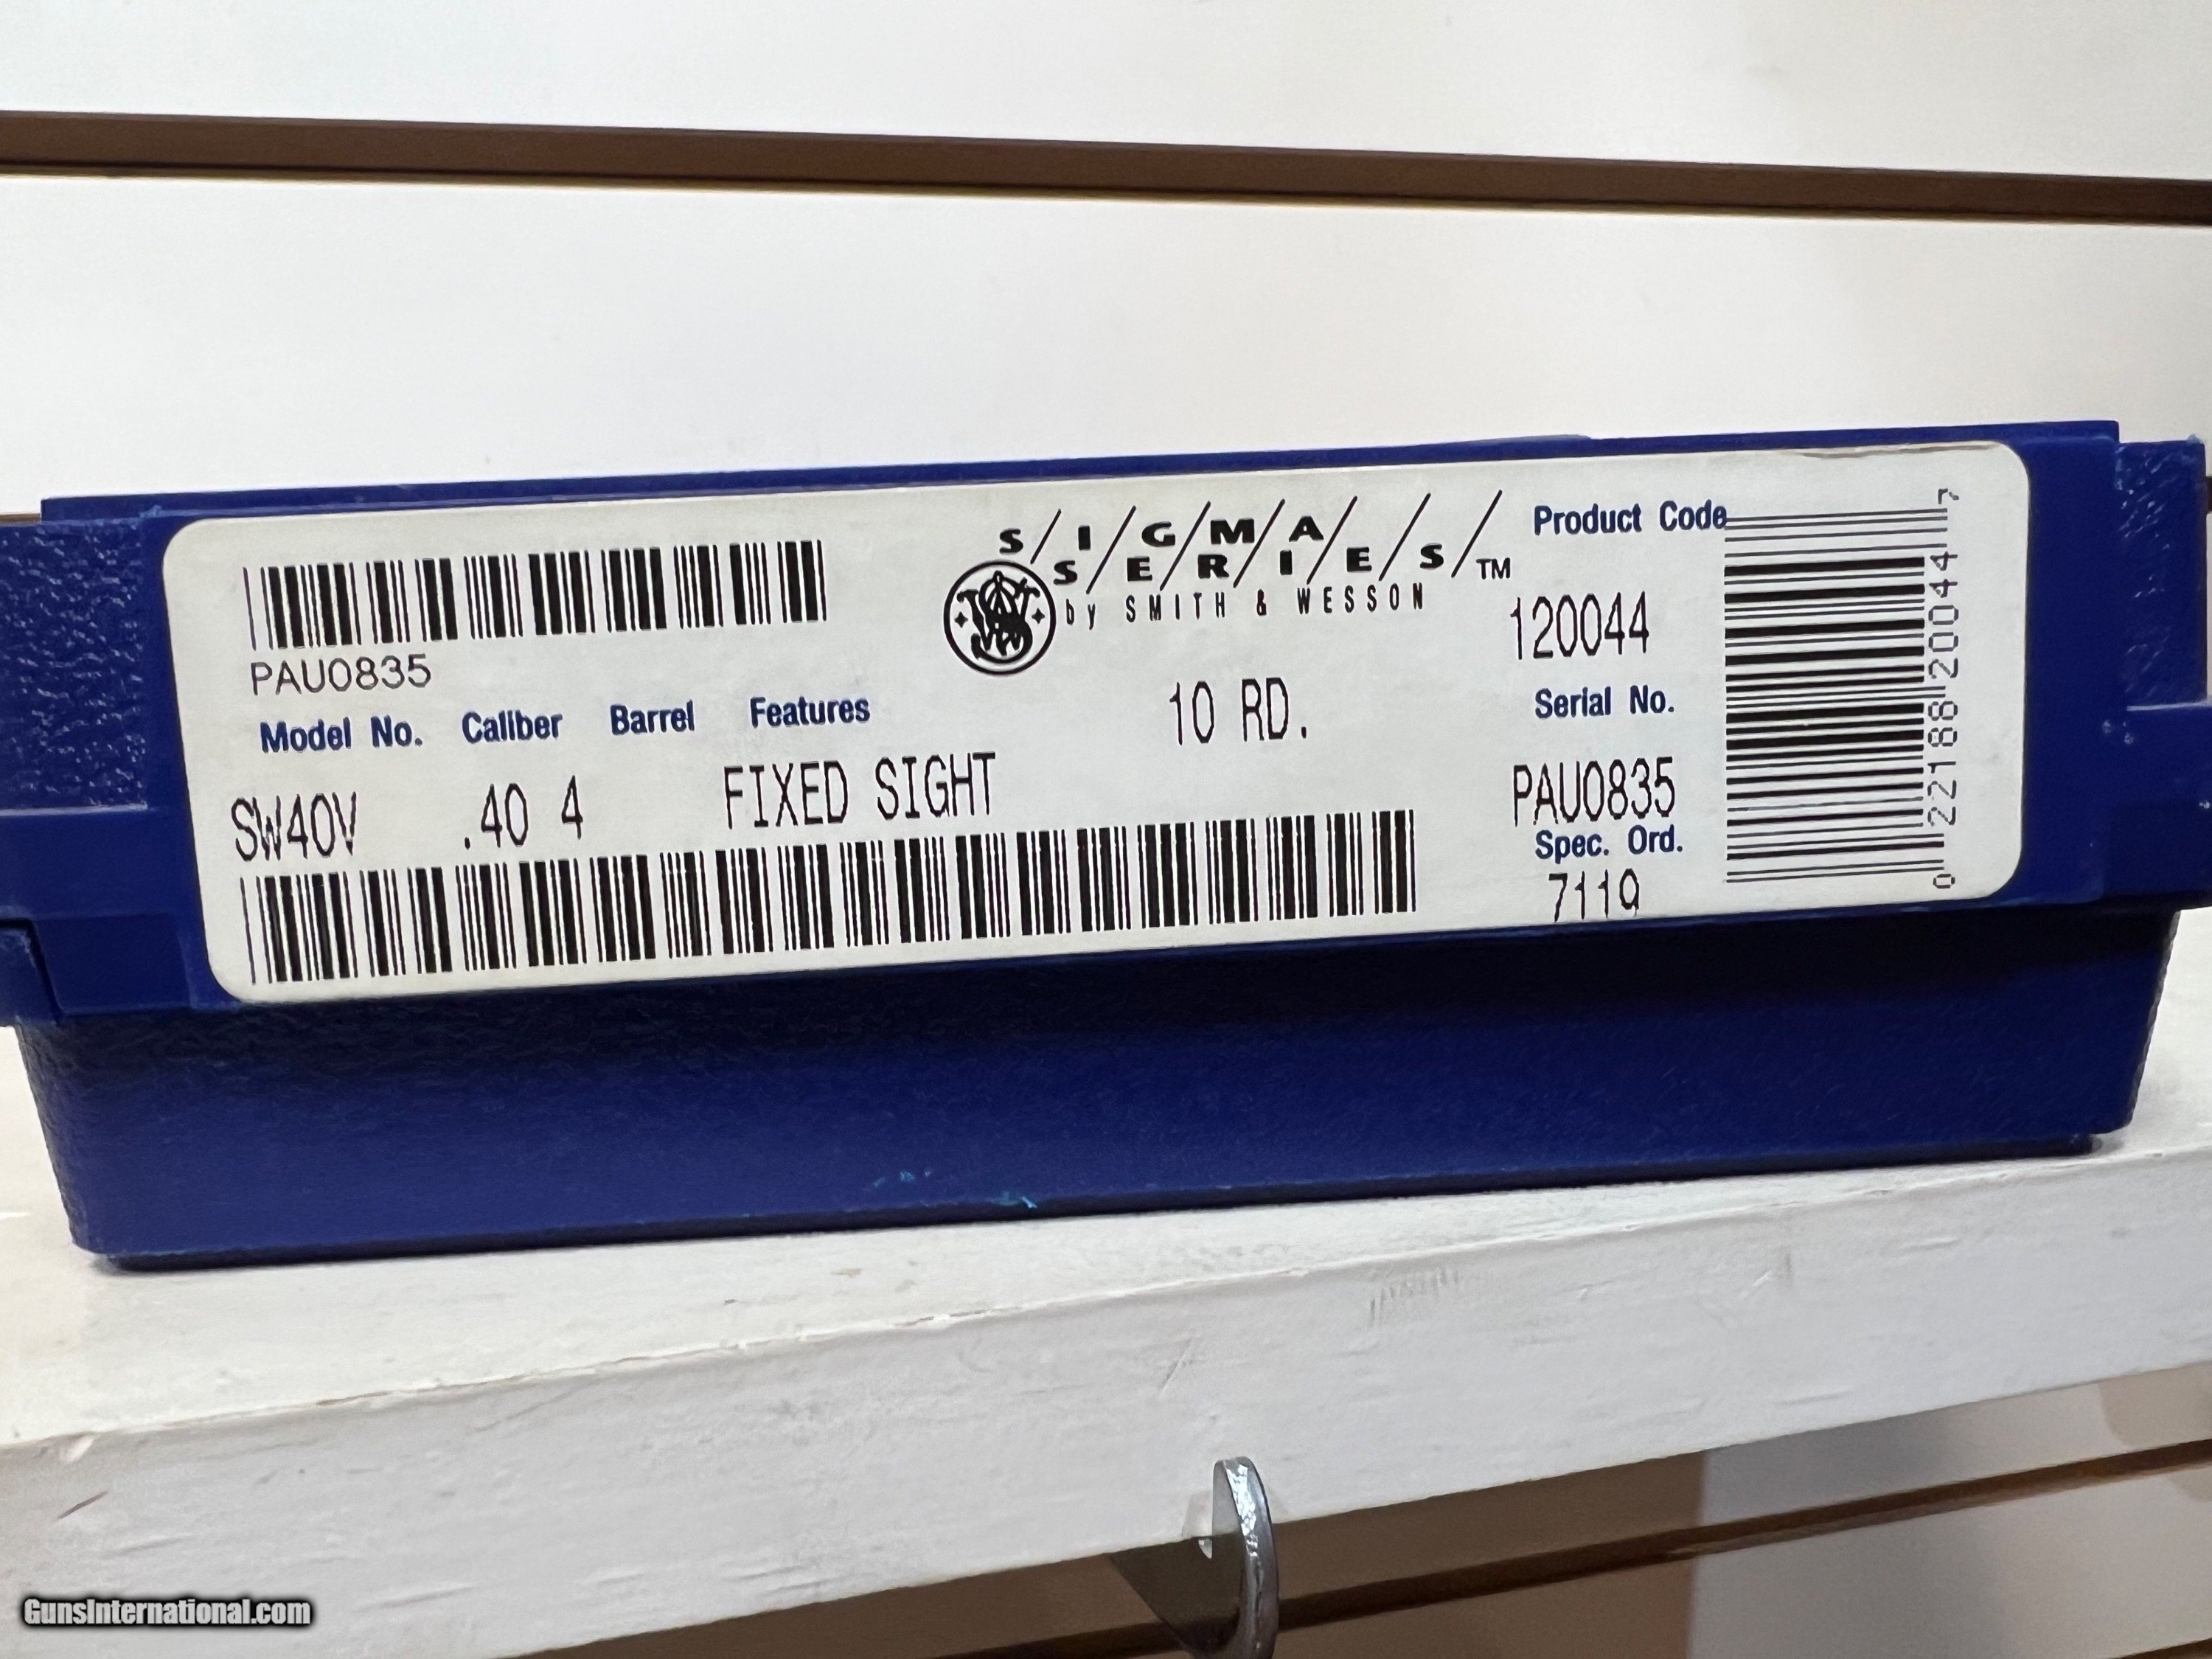 PAU0835
S/I/G/M/A/
S/E/R/I/E/S/™
by SMITH & WESSON
Product Code
120044
Model No. Caliber Barrel Features
10 RD.
Serial No.
SW40V .40 4 FIXED SIGHT
PAU0835
Spec. Ord.
0 22188 20044 7
GunsInternational.com